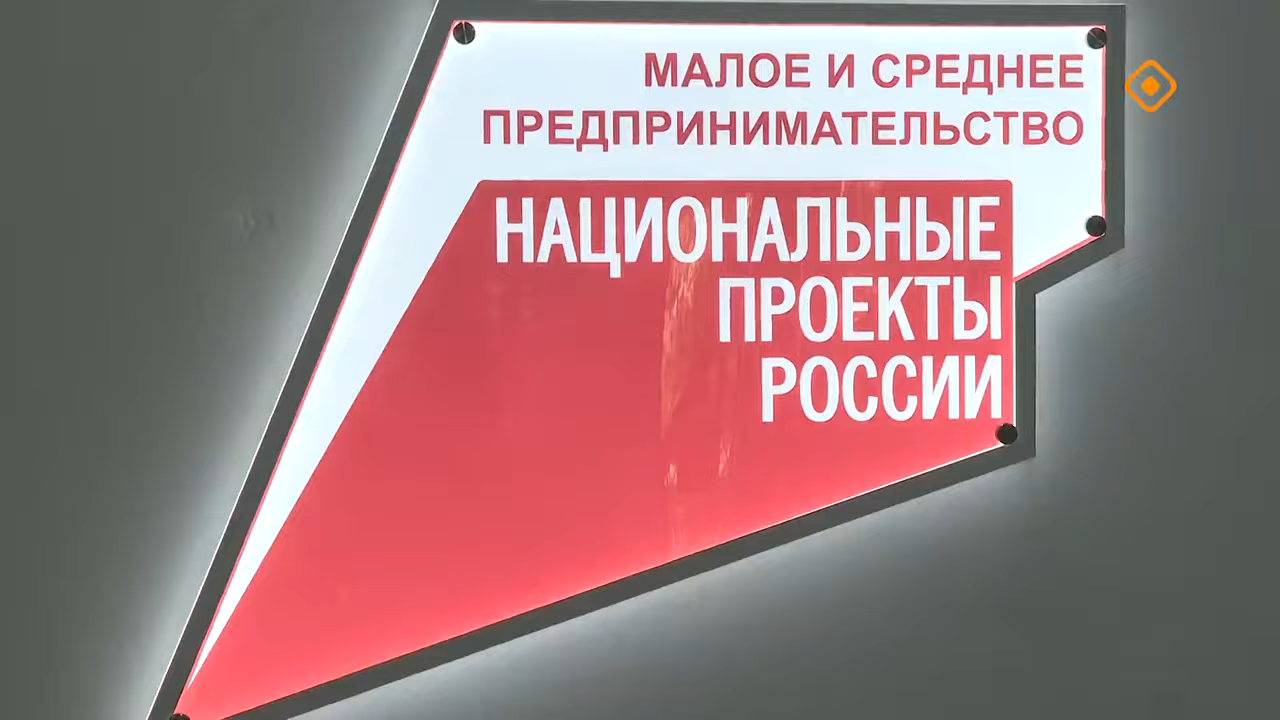 МАЛОЕ И СРЕДНЕЕ
ПРЕДПРИНИМАТЕЛЬСТВО
НАЦИОНАЛЬНЫЕ
ПРОЕКТЫ
РОССИИ